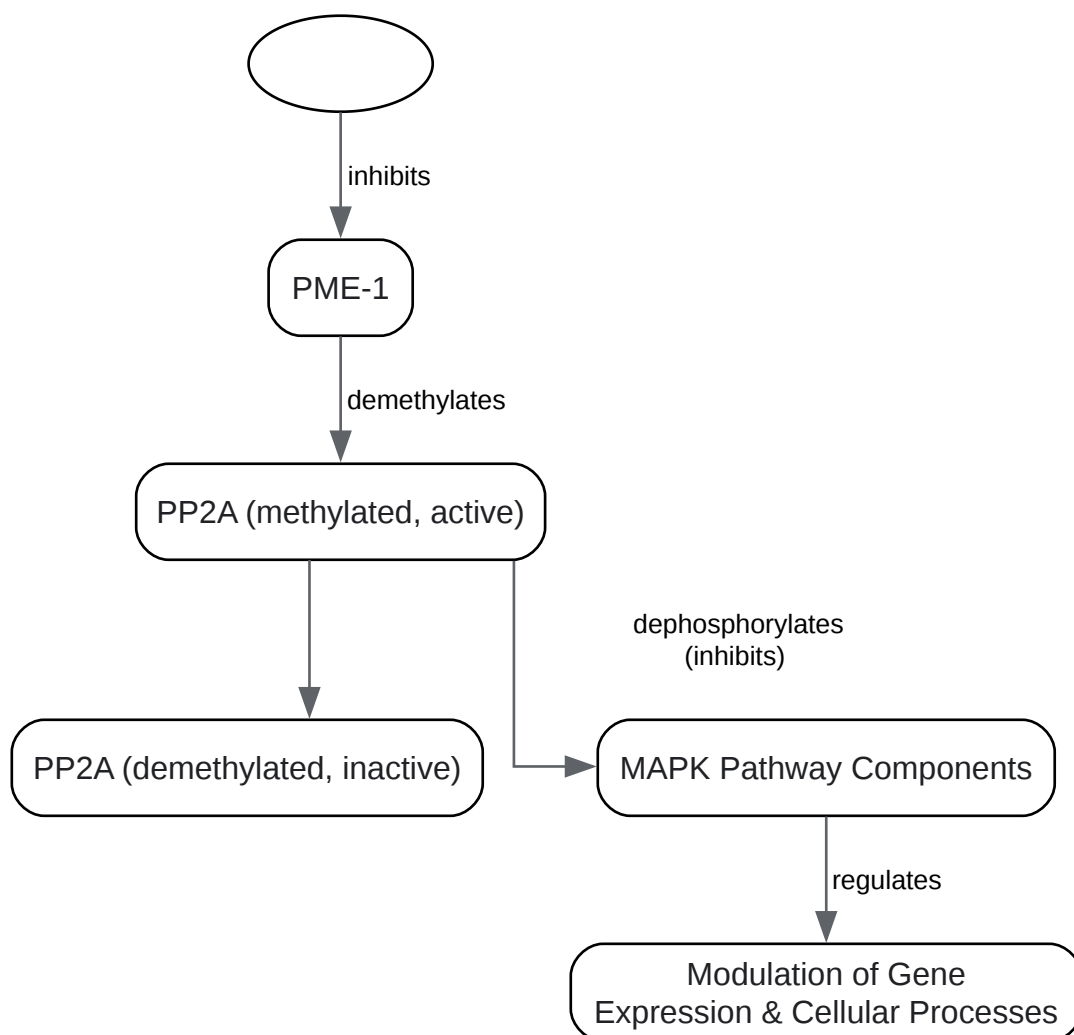 inhibits
PME-1
demethylates
PP2A (methylated, active)
dephosphorylates
(inhibits)
PP2A (demethylated, inactive)
MAPK Pathway Components
regulates
Modulation of Gene
Expression & Cellular Processes